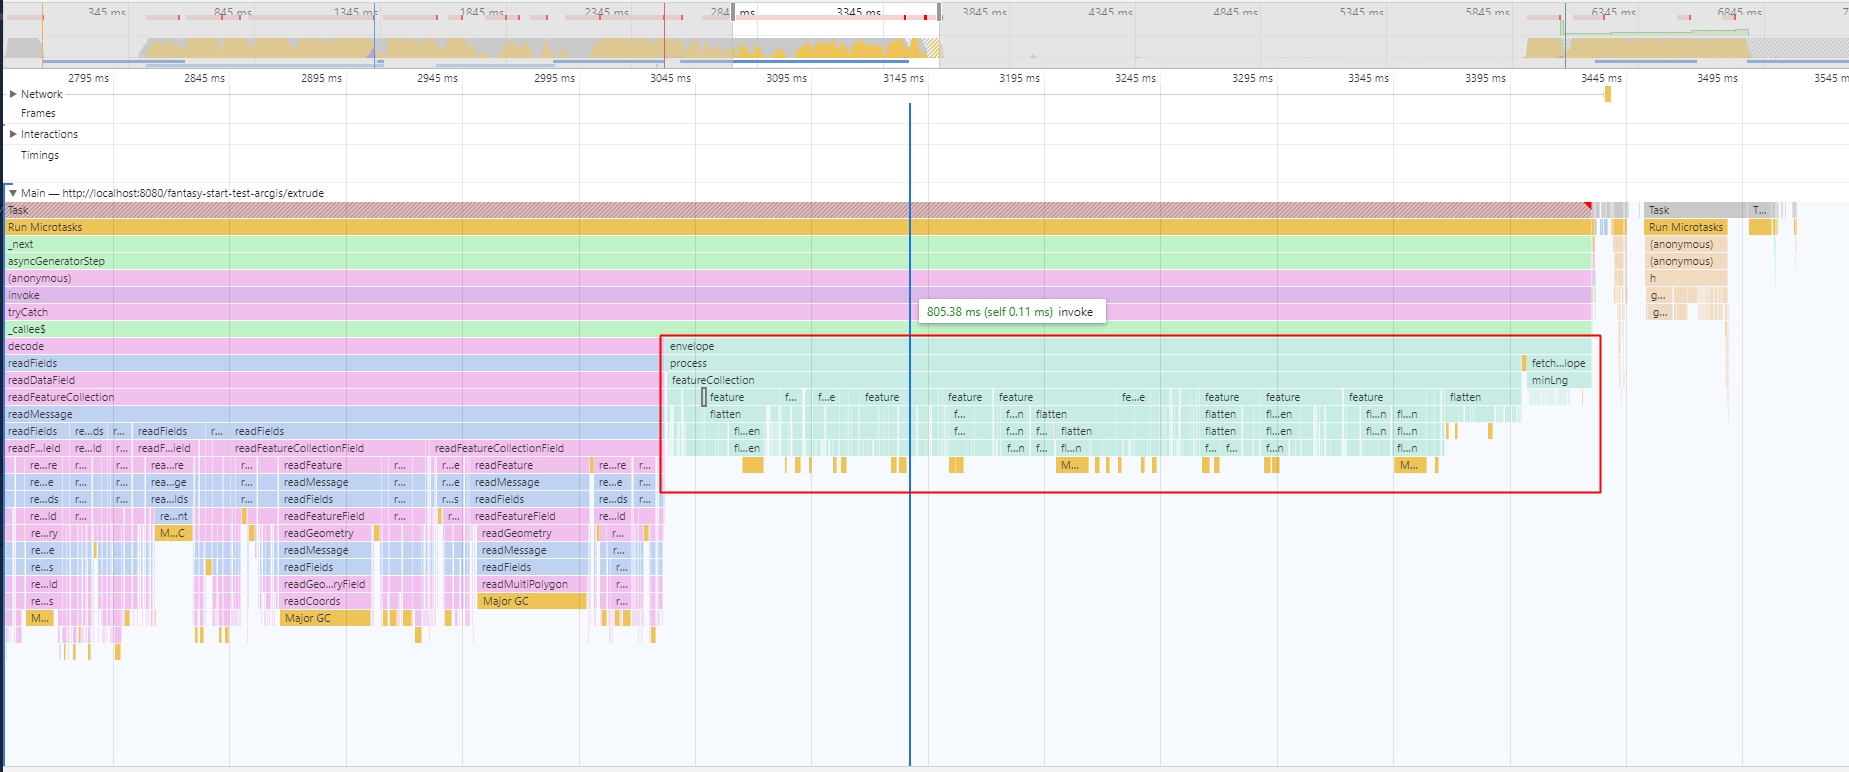 345 ms 845 ms 1345 ms 1845 ms 2345 ms 284 ms 3345 ms 3845 ms 4345 ms 4845 ms 5345 ms 5845 ms 6345 ms 6845 ms 7
2795 ms 2845 ms 2895 ms 2945 ms 2995 ms 3045 ms 3095 ms 3145 ms 3195 ms 3245 ms 3295 ms 3345 ms 3395 ms 3445 ms 3495 ms 3545 m
Network
Frames
Interactions
Timings
Main — http://localhost:8080/fantasy-start-test-arcgis/extrude
Task Task T...
Run Microtasks Run Microtasks
_next (anonymous)
asyncGeneratorStep (anonymous)
(anonymous) h
invoke g...
tryCatch 805.38 ms (self 0.11 ms) invoke g...
_callee$
decode envelope
readFields process fetch...lope
readDataField featureCollection minLng
readFeatureCollection feature f... f...e feature feature feature fe...e feature feature feature flatten
readMessage flatten f... f...n flatten flatten fl...en f...n fl...n
readFields re...ds r... readFields r... readFields fl...en f... f...n f... flatten flatten fl...en f...n fl...n
readF...ield re...ld r... readF...ield readFeatureCollectionField readFeatureCollectionField fl...en f...n f... fl...n f... f... f...n fl...n
re...re r... r... rea...re r... readFeature r... r...e readFeature re...re r... M... M...
re...e r... r... rea...ge r... readMessage r... r...e readMessage re...e r...
re...ds r... r... rea...lds r... readFields r... r...s readFields re...ds r...
re...ld r... re...nt readFeatureField r... readFeatureField re...ld
re...ry M...C readGeometry readGeometry r...
re...e readMessage readMessage r...
re...s readFields readFields r...
re...ld readGeo...ryField readMultiPolygon r...
re...s readCoords Major GC r...
M... Major GC